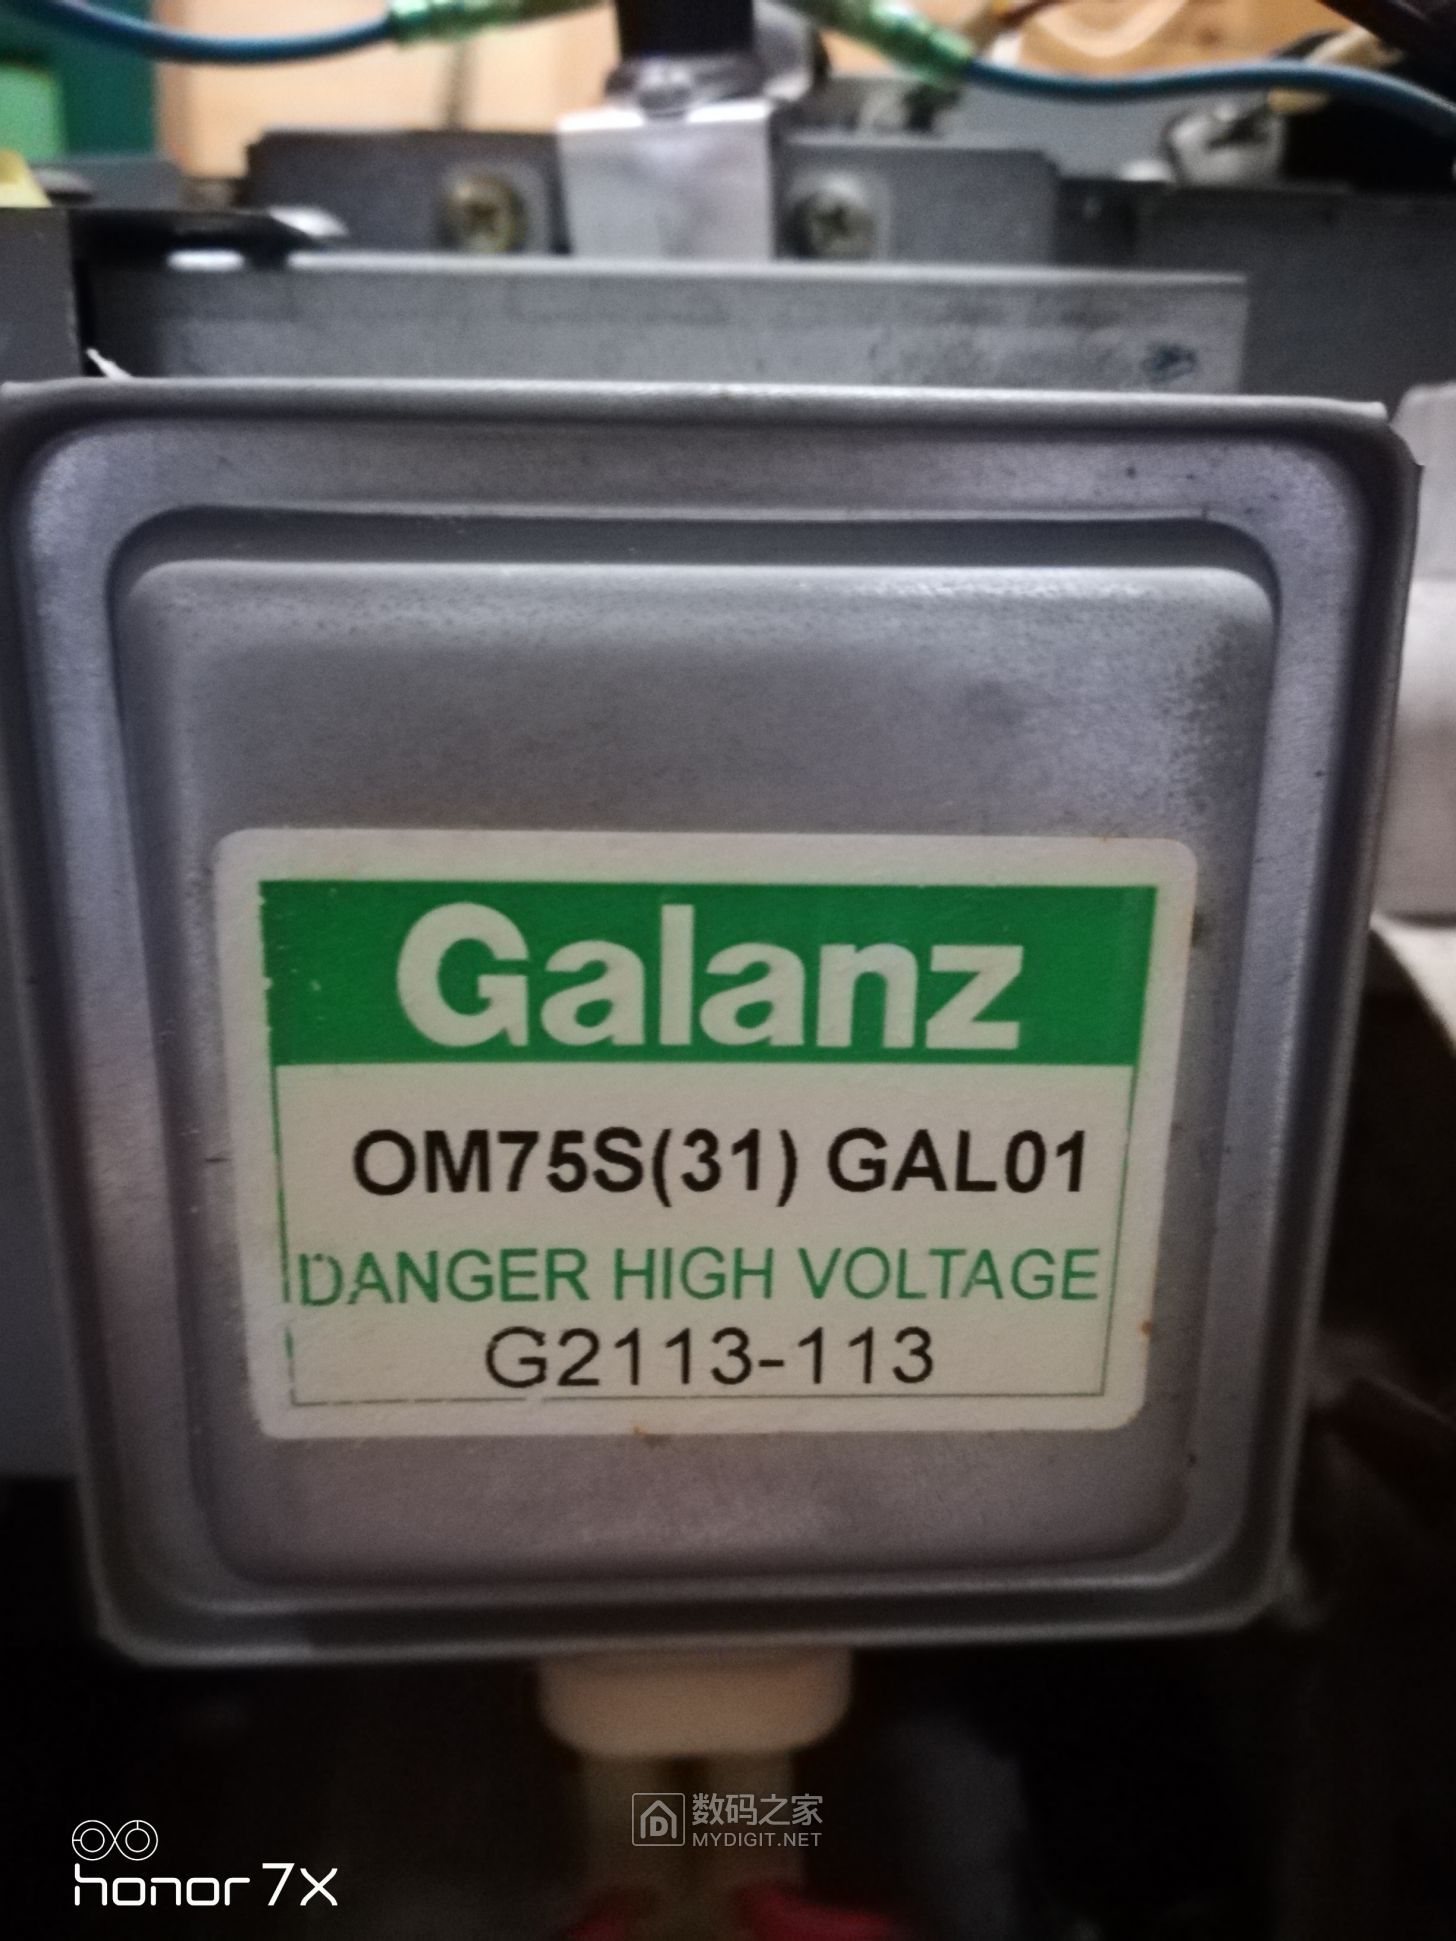 Galanz
OM75S(31) GAL01
DANGER HIGH VOLTAGE
G2113-113
数码之家
MYDIGIT.NET
honor 7X